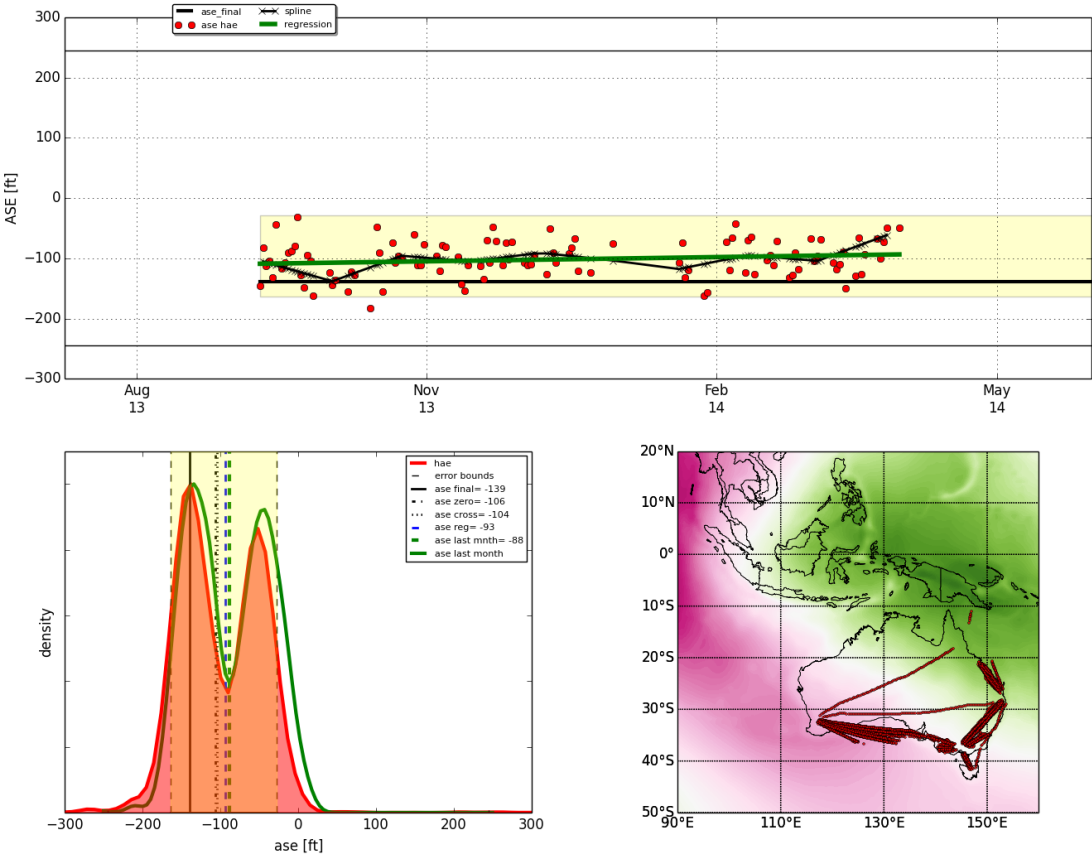 300
200
100
0
−100
−200
−300
ASE [ft]
ase_final
ase hae
spline
regression
Aug
13
Nov
13
Feb
14
May
14
density
hae
error bounds
ase final= -139
ase zero= -106
ase cross= -104
ase reg= -93
ase last mnth= -88
ase last month
−300
−200
−100
0
100
200
300
ase [ft]
20°N
10°N
0°
10°S
20°S
30°S
40°S
50°S
90°E
110°E
130°E
150°E